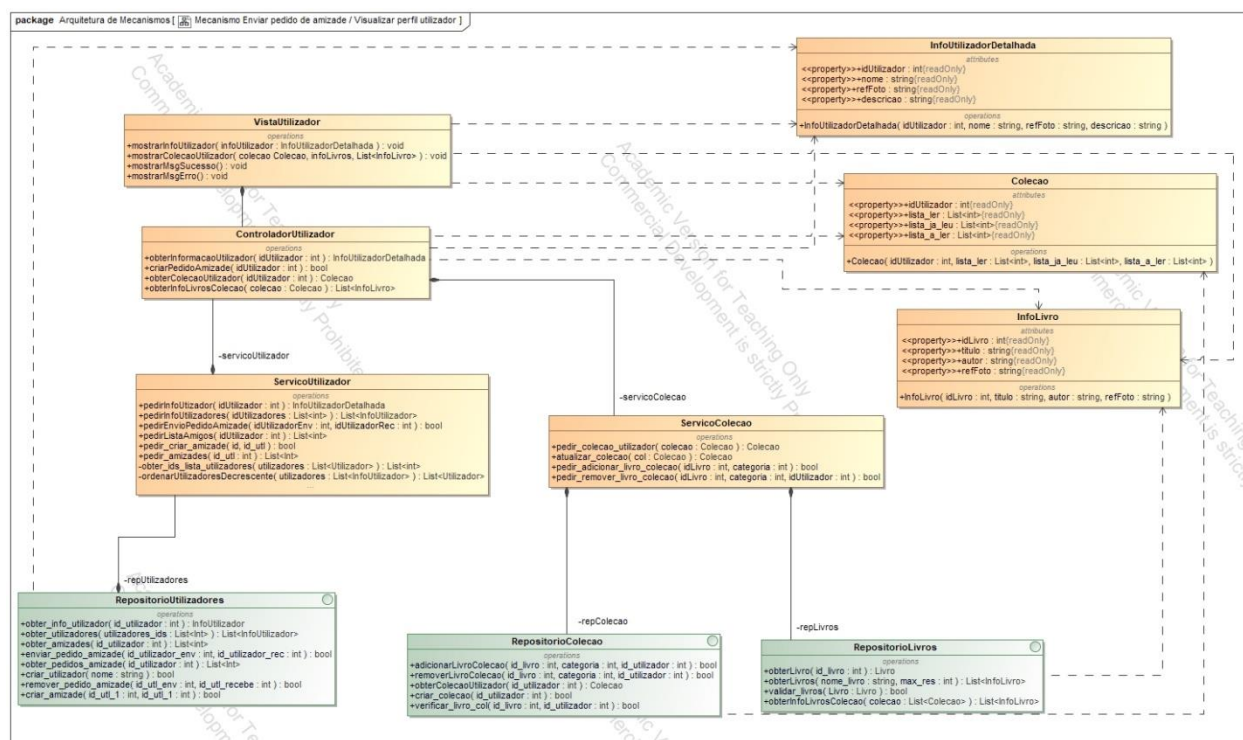 package Arquitetura de Mecanismos [ Mecanismo Enviar pedido de amizade / Visualizar perfil utilizador ]
InfoUtilizadorDetalhada
attributes
<<property>>+idUtilizador : int{readOnly}
<<property>>+nome : string{readOnly}
<<property>>+refFoto : string{readOnly}
<<property>>+descricao : string{readOnly}
operations
+InfoUtilizadorDetalhada( idUtilizador : int, nome : string, refFoto : string, descricao : string )
VistaUtilizador
operations
+mostrarInfoUtilizador( infoUtilizador : InfoUtilizadorDetalhada ) : void
+mostrarColecaoUtilizador( colecao Colecao, infoLivros, List<InfoLivro> ) : void
+mostrarMsgSucesso() : void
+mostrarMsgErro() : void
Colecao
attributes
<<property>>+idUtilizador : int{readOnly}
<<property>>+lista_ler : List<int>{readOnly}
<<property>>+lista_ja_leu : List<int>{readOnly}
<<property>>+lista_a_ler : List<int>{readOnly}
operations
+Colecao( idUtilizador : int, lista_ler : List<int>, lista_ja_leu : List<int>, lista_a_ler : List<int> )
ControladorUtilizador
operations
+obterInformacaoUtilizador( idUtilizador : int ) : InfoUtilizadorDetalhada
+criarPedidoAmizade( idUtilizador : int ) : bool
+obterColecaoUtilizador( idUtilizador : int ) : Colecao
+obterInfoLivrosColecao( colecao : Colecao ) : List<InfoLivro>
InfoLivro
attributes
<<property>>+idLivro : int{readOnly}
<<property>>+titulo : string{readOnly}
<<property>>+autor : string{readOnly}
<<property>>+refFoto : string{readOnly}
operations
+InfoLivro( idLivro : int, titulo : string, autor : string, refFoto : string )
-servicoUtilizador
-servicoColecao
ServicoUtilizador
operations
+pedirInfoUtizador( idUtilizador : int ) : InfoUtilizadorDetalhada
+pedirInfoUtilizadores( idUtilizadores : List<int> ) : List<InfoUtilizador>
+pedirEnvioPedidoAmizade( idUtilizadorEnv : int, idUtilizadorRec : int ) : bool
+pedirListaAmigos( idUtilizador : int ) : List<int>
+pedir_criar_amizade( id, id_utl ) : bool
+pedir_amizades( id_utl : int ) : List<Int>
-obter_ids_lista_utilizadores( utilizadores : List<Utilizador> ) : List<int>
-ordenarUtilizadoresDecrescente( utilizadores : List<InfoUtilizador> ) : List<Utilizador>
...
ServicoColecao
operations
+pedir_colecao_utilizador( colecao : Colecao ) : Colecao
+atualizar_colecao( col : Colecao ) : Colecao
+pedir_adicionar_livro_colecao( idLivro : int, categoria : int ) : bool
+pedir_remover_livro_colecao( idLivro : int, categoria : int, idUtilizador : int ) : bool
-repUtilizadores
-repColecao
-repLivros
RepositorioUtilizadores
operations
+obter_info_utilizador( id_utilizador : int ) : InfoUtilizador
+obter_utilizadores( utilizadores_ids : List<Int> ) : List<InfoUtilizador>
+obter_amizades( id_utilizador : int ) : List<int>
+enviar_pedido_amizade( id_utilizador_env : int, id_utilizador_rec : int ) : bool
+obter_pedidos_amizade( id_utilizador : int ) : List<Int>
+criar_utilizador( nome : string ) : bool
+remover_pedido_amizade( id_utl_env : int, id_utl_recebe : int ) : bool
+criar_amizade( id_utl_1 : int, id_uti_1 : int ) : bool
RepositorioColecao
operations
+adicionarLivroColecao( id_livro : int, categoria : int, id_utilizador : int ) : bool
+removerLivroColecao( id_livro : int, categoria : int, id_utilizador : int ) : bool
+obterColecaoUtilizador( id_utilizador : int ) : Colecao
+criar_colecao( id_utilizador : int ) : bool
+verificar_livro_col( id_livro : int, id_utilizador : int ) : bool
RepositorioLivros
operations
+obterLivro( id_livro : int ) : Livro
+obterLivros( nome_livro : string, max_res : int ) : List<InfoLivro>
+validar_livros( Livro : Livro ) : bool
+obterInfoLivrosColecao( colecao : List<Colecao> ) : List<InfoLivro>
Academic Version for Teaching Only
Commercial Development is strictly